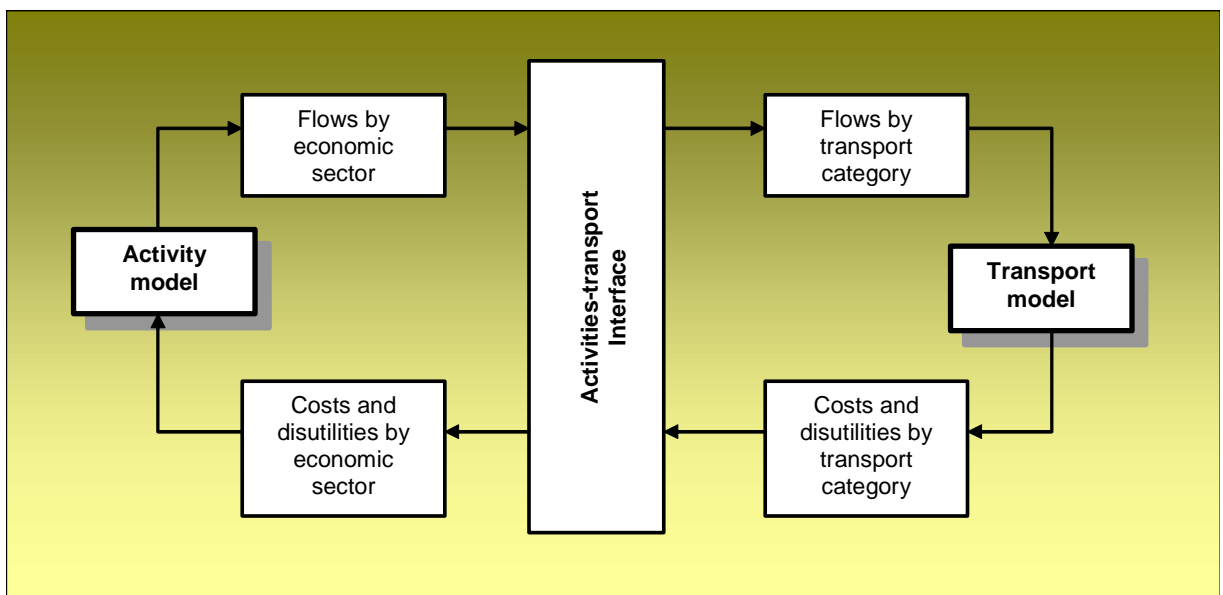 Flows by
economic
sector
Flows by
transport
category
Activities-transport
Interface
Activity
model
Transport
model
Costs and
disutilities by
economic
sector
Costs and
disutilities by
transport
category